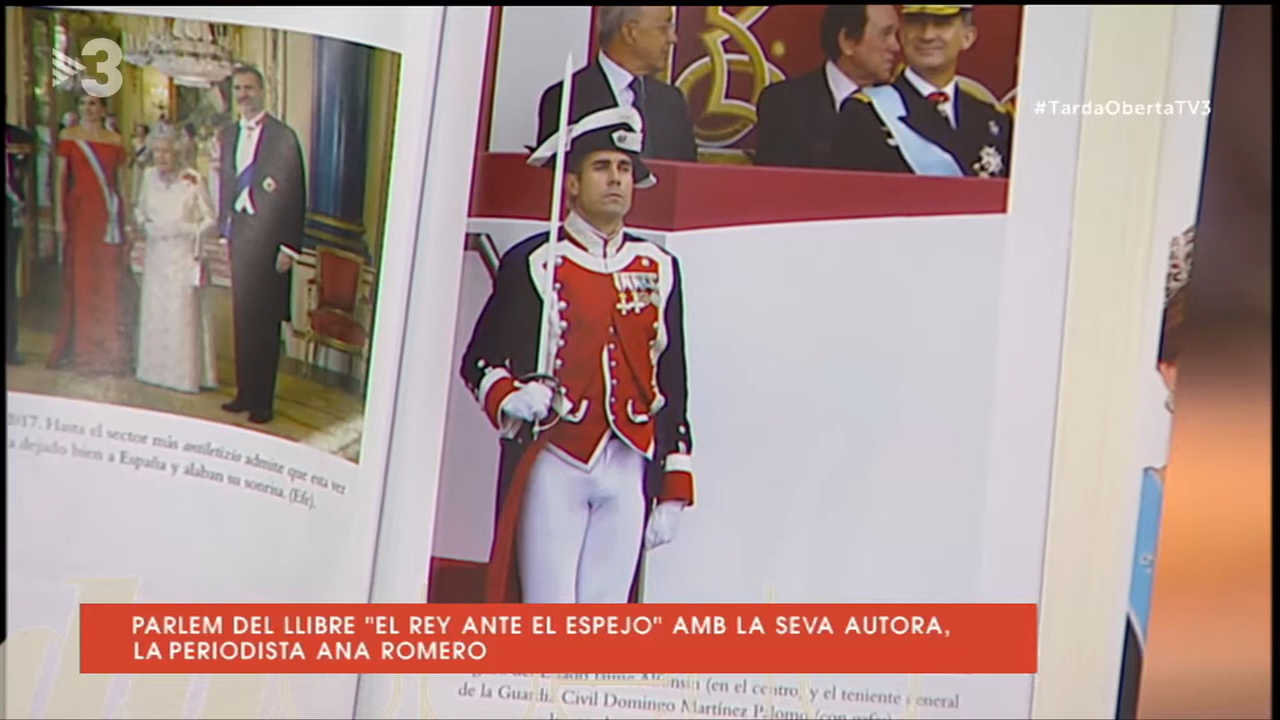 3
#TardaObertaTV3
2017. Hasta el sector más antiletizio admite que esta vez
a dejado bien a España y alaban su sonrisa. (Efe).
PARLEM DEL LLIBRE "EL REY ANTE EL ESPEJO" AMB LA SEVA AUTORA,
LA PERIODISTA ANA ROMERO
(en el centro) y el teniente general
de la Guardia Civil Domingo Martínez Palomo (con gafas)